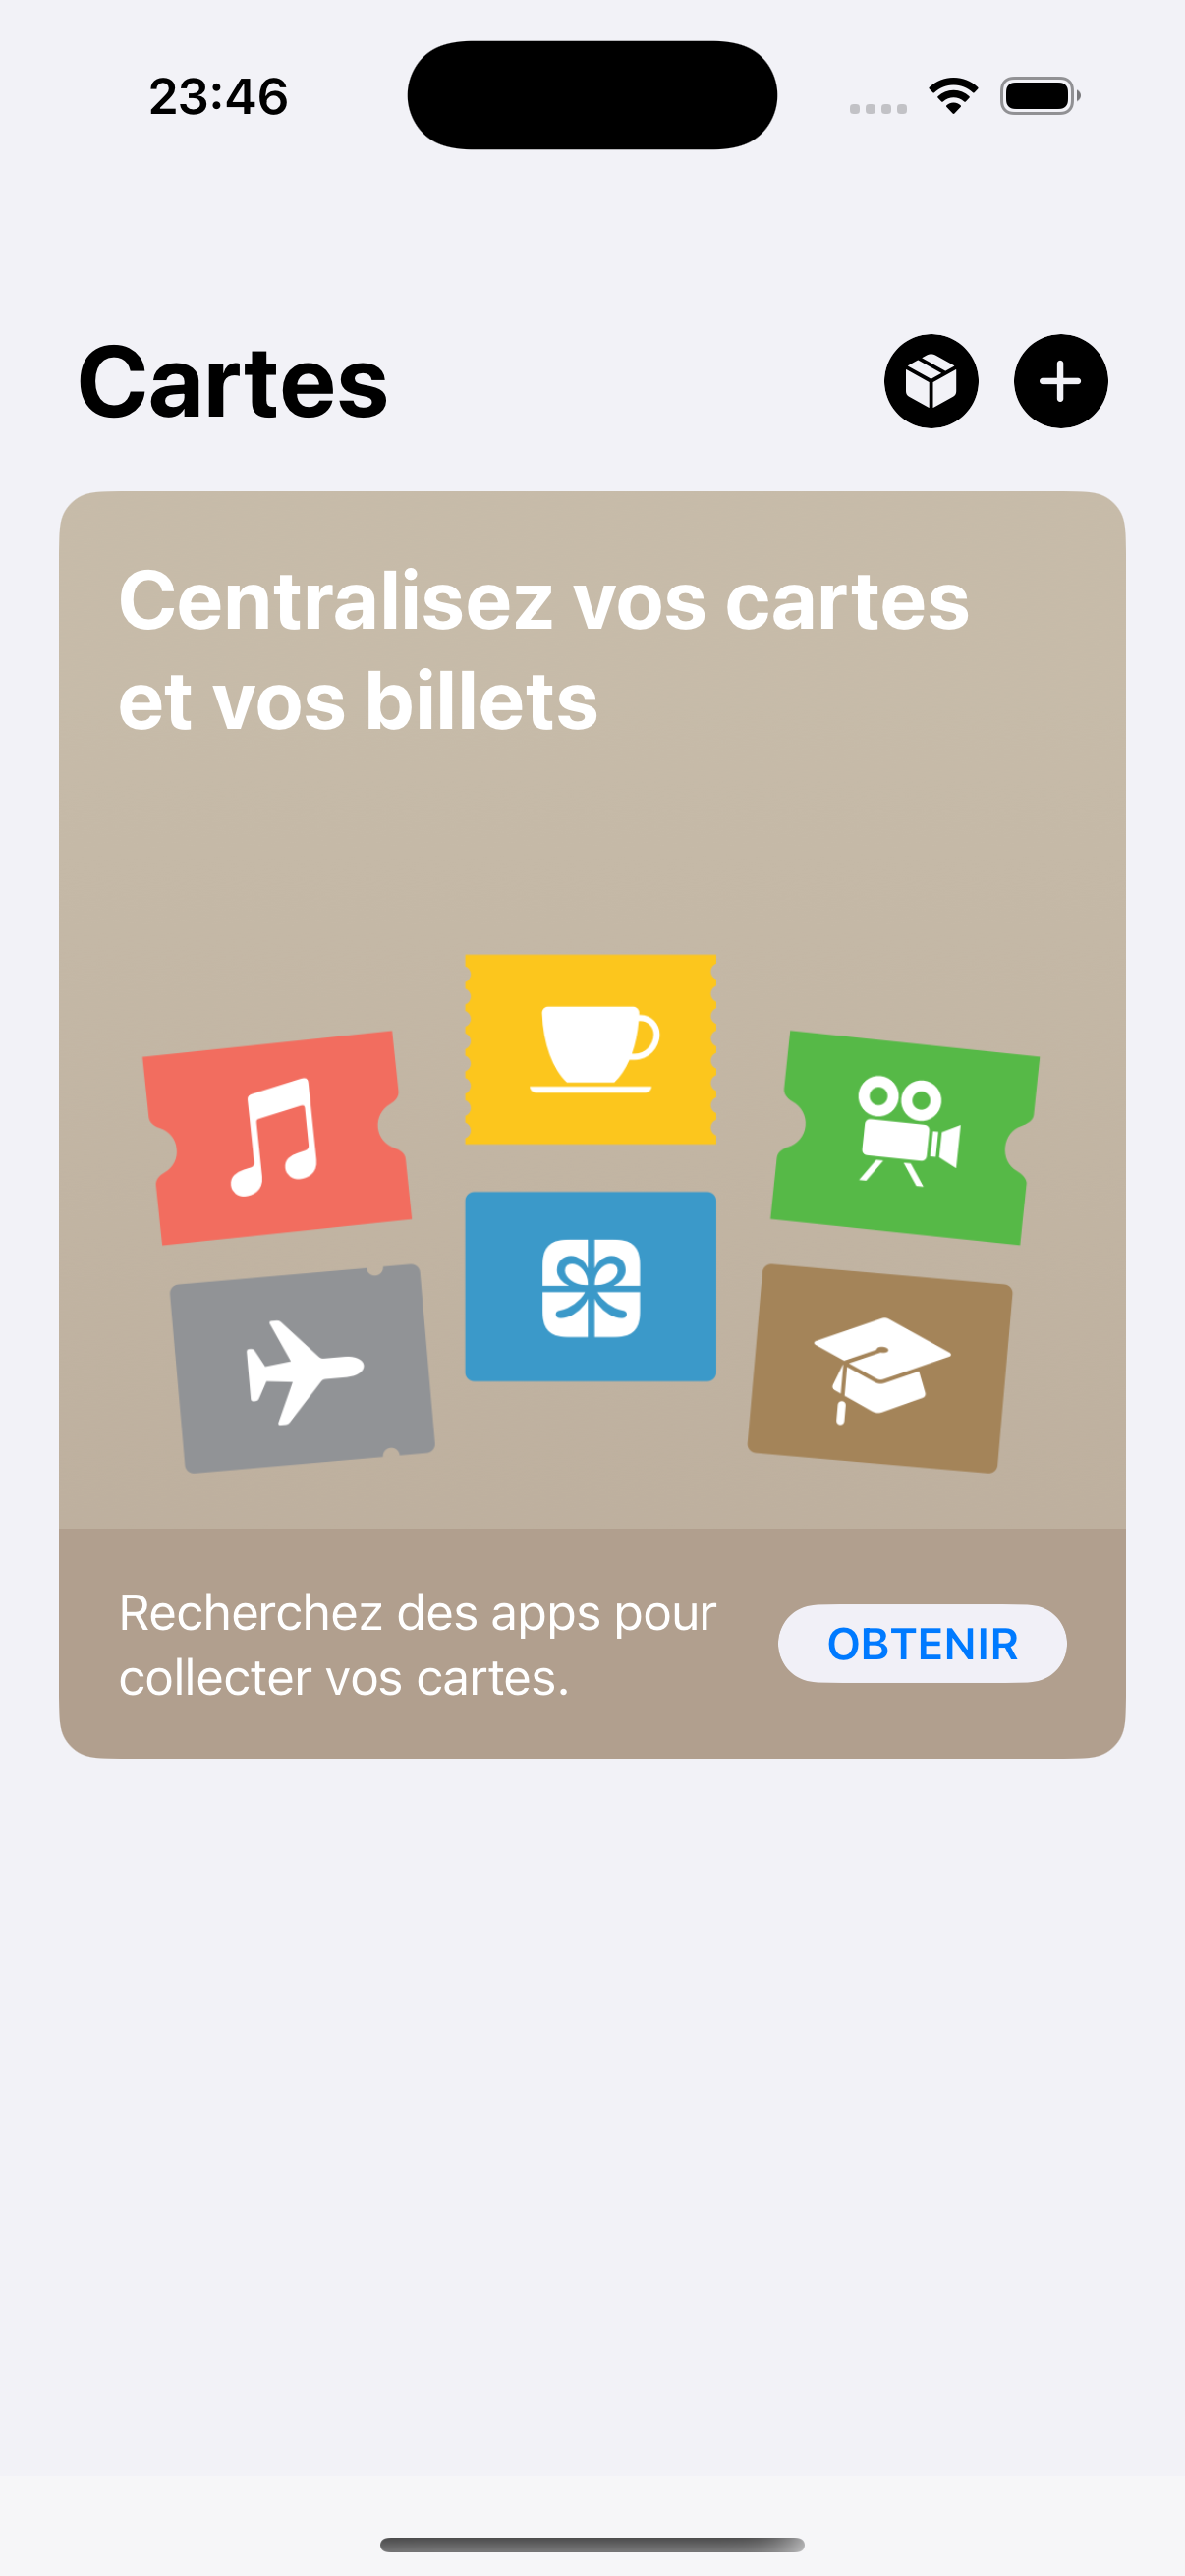 23:46
Cartes
Centralisez vos cartes
et vos billets
Recherchez des apps pour
collecter vos cartes.
OBTENIR